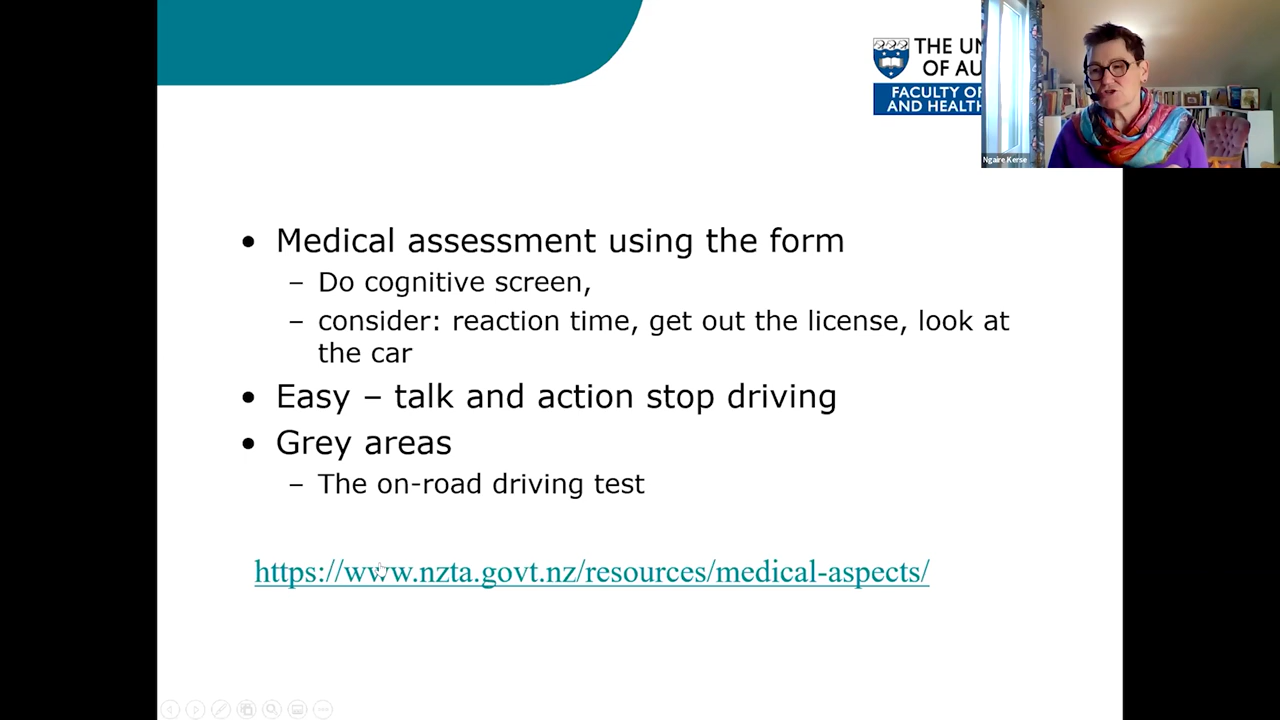 THE UN
OF AU
FACULTY OF
AND HEALTH
Ngaire Kerse
• Medical assessment using the form
– Do cognitive screen,
– consider: reaction time, get out the license, look at
the car
• Easy – talk and action stop driving
• Grey areas
– The on-road driving test
https://www.nzta.govt.nz/resources/medical-aspects/